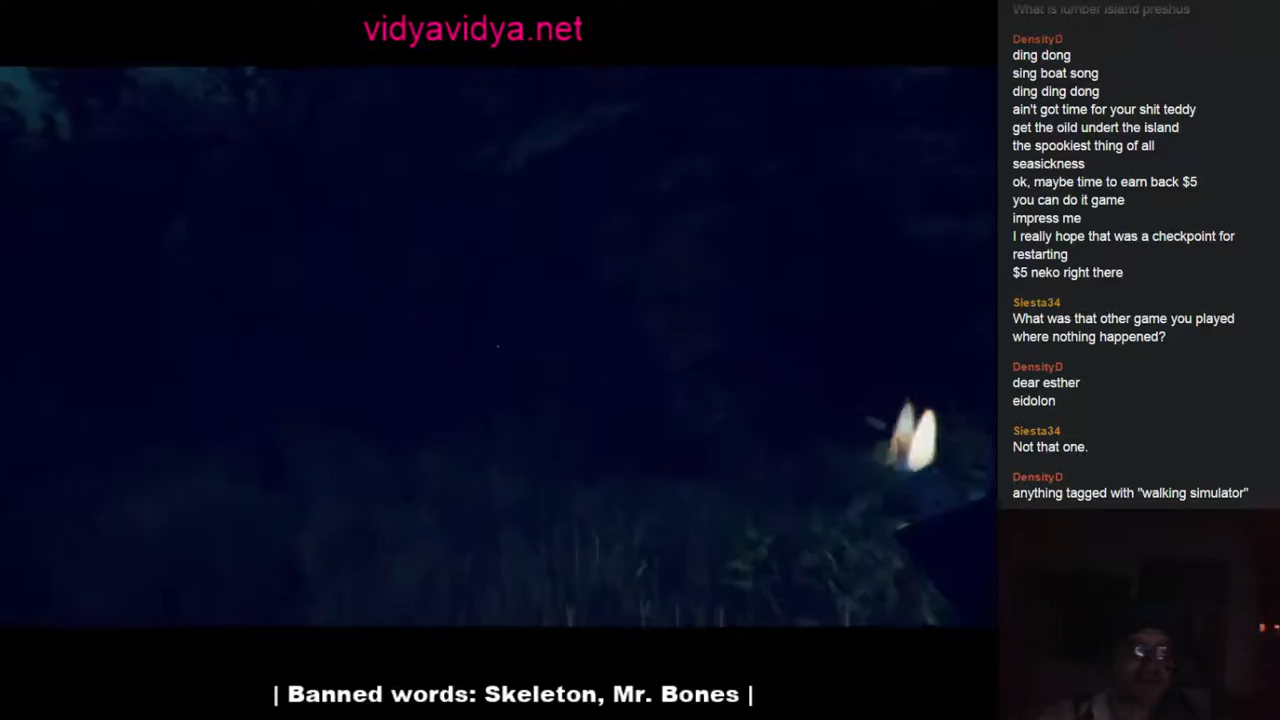 vidyavidya.net
What is lumber island preshus
DensityD
ding dong
sing boat song
ding ding dong
ain't got time for your shit teddy
get the oild undert the island
the spookiest thing of all
seasickness
ok, maybe time to earn back $5
you can do it game
impress me
I really hope that was a checkpoint for
restarting
$5 neko right there
Siesta34
What was that other game you played
where nothing happened?
DensityD
dear esther
eidolon
Siesta34
Not that one.
DensityD
anything tagged with "walking simulator"
| Banned words: Skeleton, Mr. Bones |